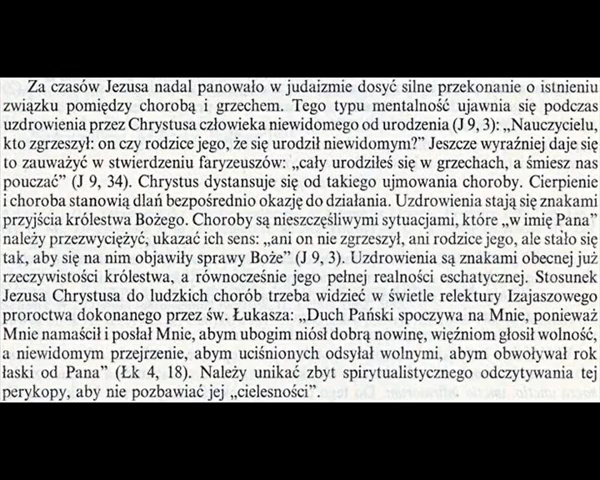 Za czasów Jezusa nadal panowało w judaizmie dosyć silne przekonanie o istnieniu
związku pomiędzy chorobą i grzechem. Tego typu mentalność ujawnia się podczas
uzdrowienia przez Chrystusa człowieka niewidomego od urodzenia (J 9, 3): „Nauczycielu,
kto zgrzeszył: on czy rodzice jego, że się urodził niewidomym?” Jeszcze wyraźniej daje się
to zauważyć w stwierdzeniu faryzeuszów: „cały urodziłeś się w grzechach, a śmiesz nas
pouczać” (J 9, 34). Chrystus dystansuje się od takiego ujmowania choroby. Cierpienie
i choroba stanowią dlań bezpośrednio okazję do działania. Uzdrowienia stają się znakami
przyjścia królestwa Bożego. Choroby są nieszczęśliwymi sytuacjami, które „w imię Pana”
należy przezwyciężyć, ukazać ich sens: „ani on nie zgrzeszył, ani rodzice jego, ale stało się
tak, aby się na nim objawiły sprawy Boże” (J 9, 3). Uzdrowienia są znakami obecnej już
rzeczywistości królestwa, a równocześnie jego pełnej realności eschatycznej. Stosunek
Jezusa Chrystusa do ludzkich chorób trzeba widzieć w świetle relektury Izajaszowego
proroctwa dokonanego przez św. Łukasza: „Duch Pański spoczywa na Mnie, ponieważ
Mnie namaścił i posłał Mnie, abym ubogim niósł dobrą nowinę, więźniom głosił wolność,
a niewidomym przejrzenie, abym uciśnionych odsyłał wolnymi, abym obwoływał rok
łaski od Pana” (Łk 4, 18). Należy unikać zbyt spirytualistycznego odczytywania tej
perykopy, aby nie pozbawiać jej „cielesności”.